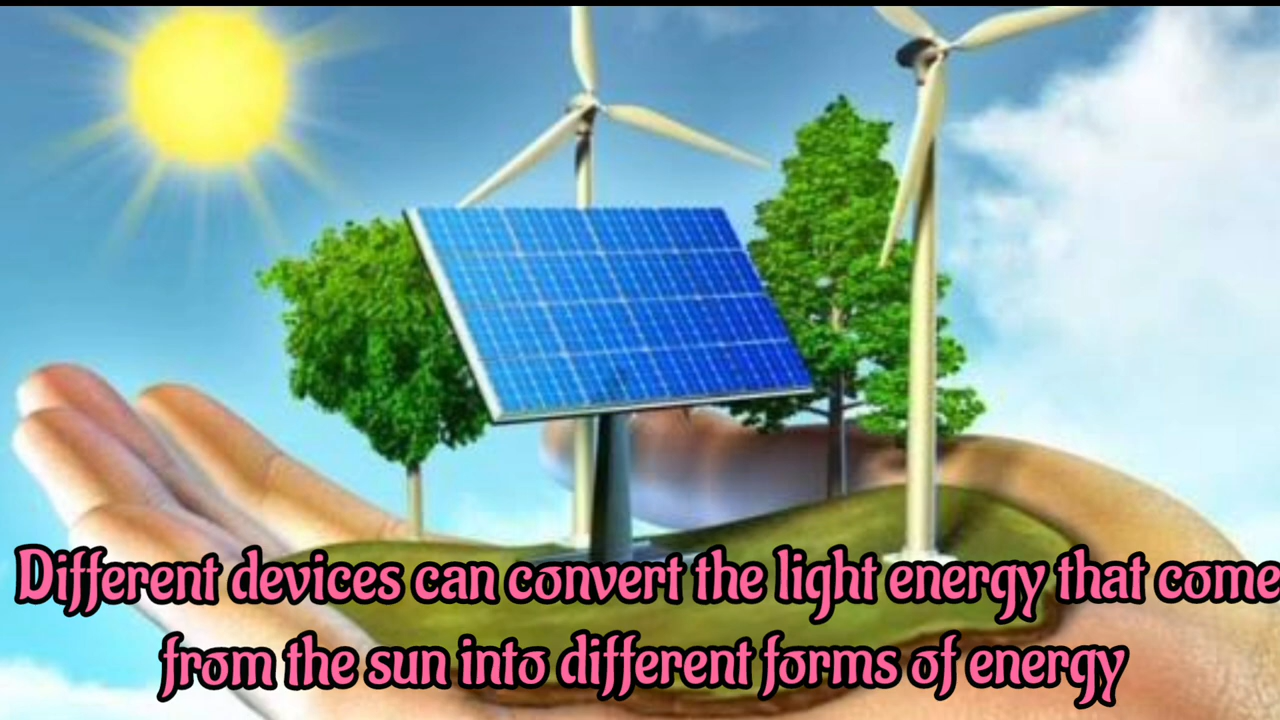 Different devices can convert the light energy that come
from the sun into different forms of energy